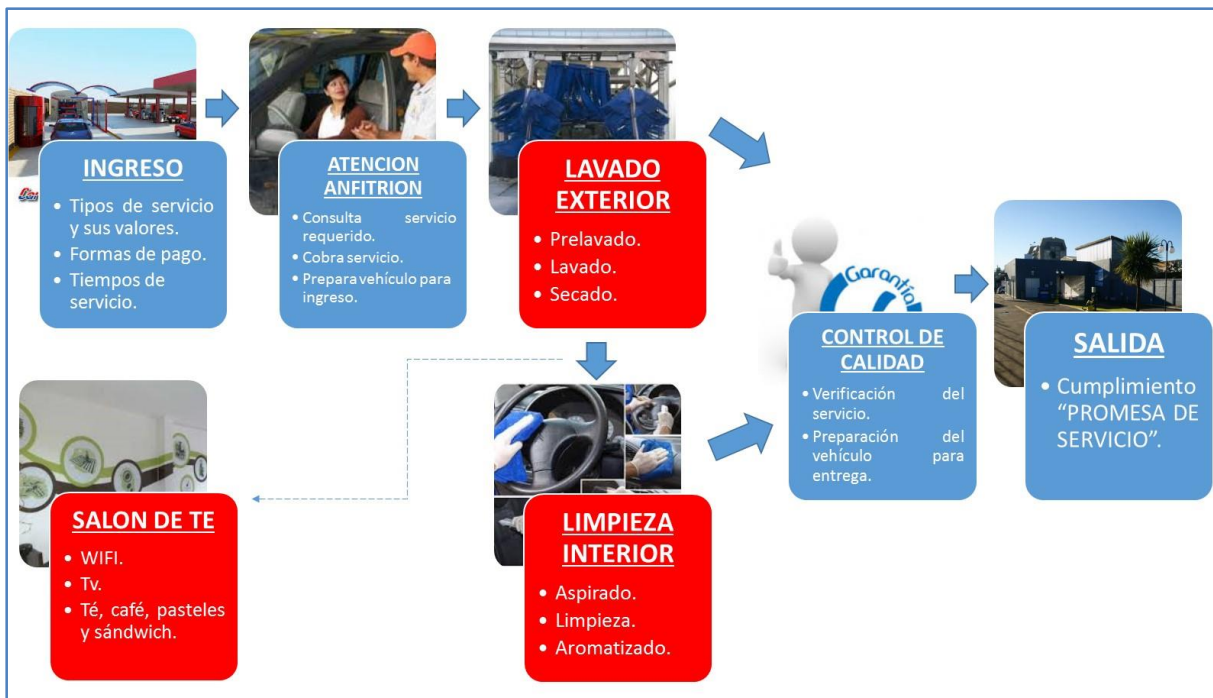 INGRESO
• Tipos de servicio
y sus valores.
• Formas de pago.
• Tiempos de
servicio.
ATENCION
ANFITRION
• Consulta servicio
requerido.
• Cobra servicio.
• Prepara vehículo para
ingreso.
LAVADO
EXTERIOR
• Prelavado.
• Lavado.
• Secado.
Garantía
CONTROL DE
CALIDAD
• Verificación del
servicio.
• Preparación del
vehículo para
entrega.
SALIDA
• Cumplimiento
“PROMESA DE
SERVICIO”.
SALON DE TE
• WIFI.
• Tv.
• Té, café, pasteles
y sándwich.
LIMPIEZA
INTERIOR
• Aspirado.
• Limpieza.
• Aromatizado.